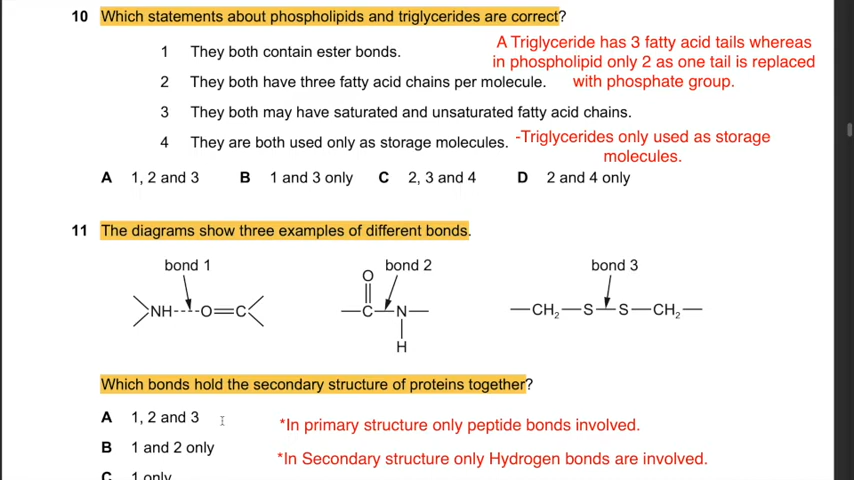 10 Which statements about phospholipids and triglycerides are correct?
1 They both contain ester bonds.
A Triglyceride has 3 fatty acid tails whereas
in phospholipid only 2 as one tail is replaced
with phosphate group.
2 They both have three fatty acid chains per molecule.
3 They both may have saturated and unsaturated fatty acid chains.
4 They are both used only as storage molecules.
-Triglycerides only used as storage
molecules.
A 1, 2 and 3 B 1 and 3 only C 2, 3 and 4 D 2 and 4 only
11 The diagrams show three examples of different bonds.
bond 1 bond 2 bond 3
O
NH O C
C N
H
CH₂ S S CH₂
Which bonds hold the secondary structure of proteins together?
A 1, 2 and 3
*In primary structure only peptide bonds involved.
B 1 and 2 only
*In Secondary structure only Hydrogen bonds are involved.
C 1 only